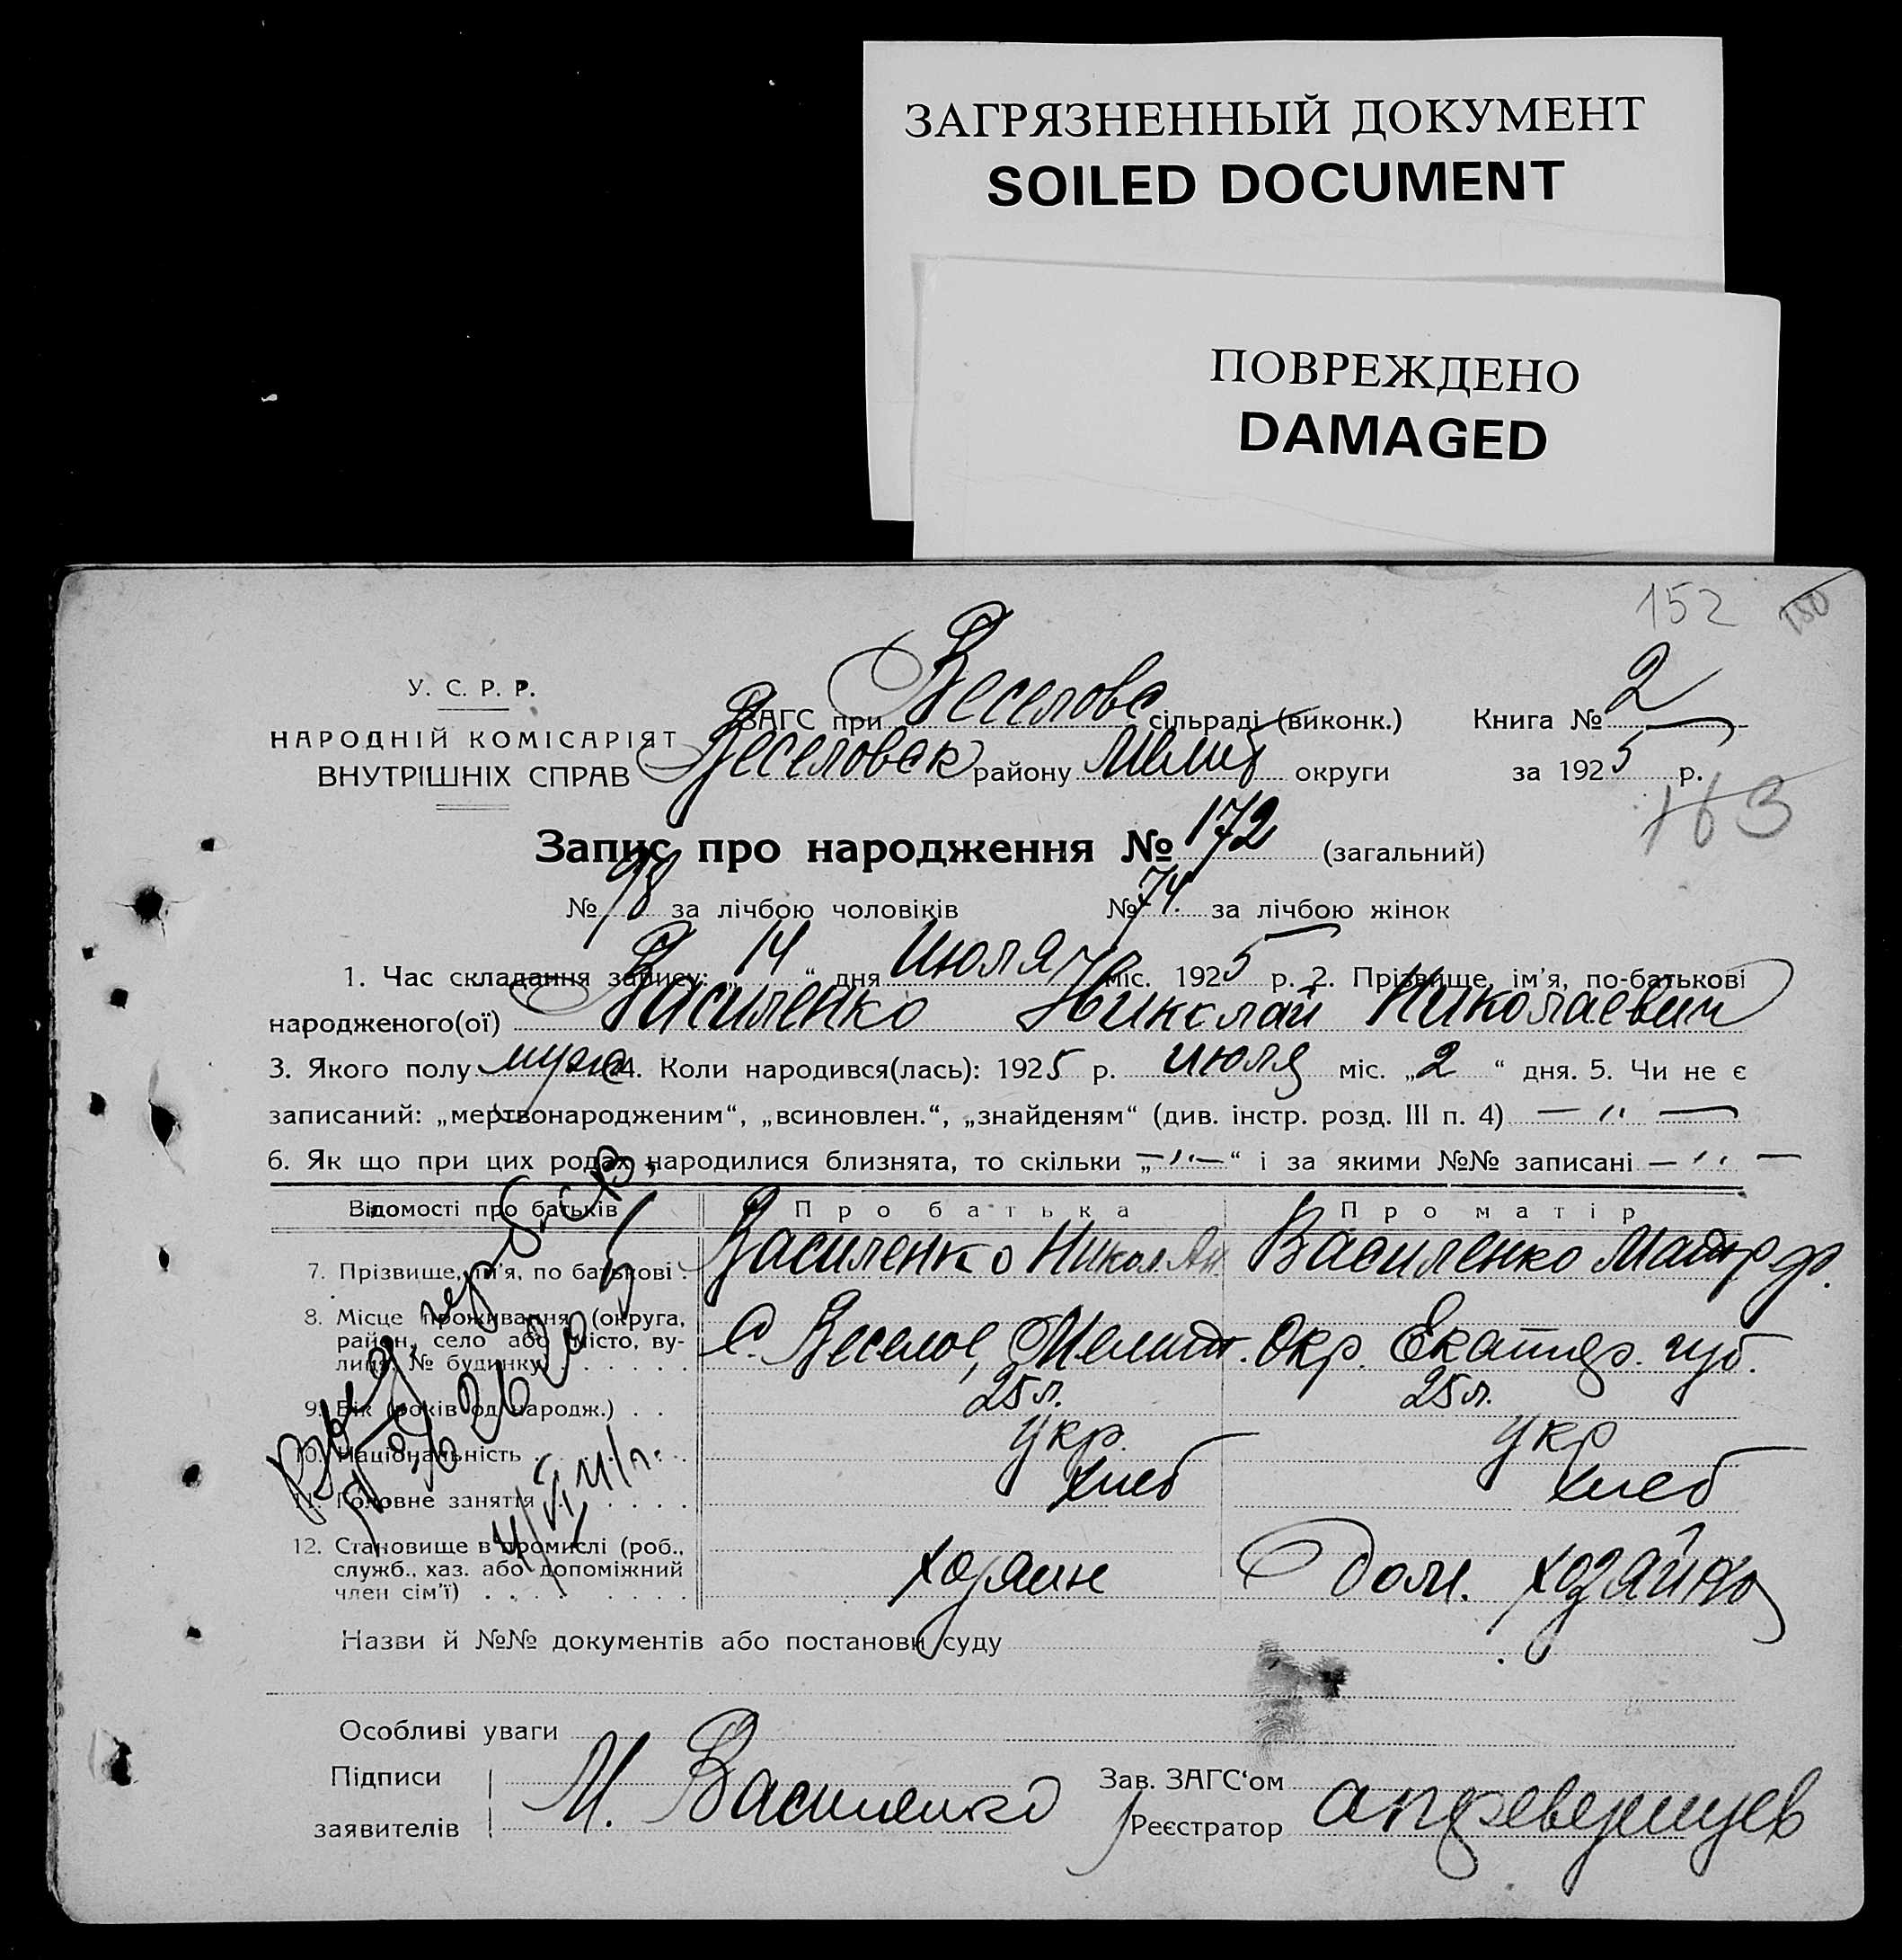 ЗАГРЯЗНЕННЫЙ ДОКУМЕНТ
SOILED DOCUMENT
ПОВРЕЖДЕНО
DAMAGED
152 150
У. С. Р. Р.
НАРОДНІЙ КОМІСАРІЯТ
ВНУТРІШНІХ СПРАВ
ЗАГС при Веселовс сільраді (виконк.) Книга № 2
Веселовск району Мелит округи за 1925 р.
163
Запис про народження № 172 (загальний)
№ 98 за лічбою чоловіків № 74 за лічбою жінок
1. Час складання запису: „ 14 “ дня Июля міс. 1925 р. 2. Прізвище, ім’я, по-батькові
народженого(ої) Василенко Николай Николаевич
3. Якого полу муж 4. Коли народився(лась): 1925 р. июля міс. „ 2 “ дня. 5. Чи не є
записаний: „мертвонародженим“, „всиновлен.“, „знайденям“ (див. інстр. розд. III п. 4) — „ —
6. Як що при цих родах народилися близнята, то скільки „—„—“ і за якими №№ записані — „ —
Відомості про батьків Про батька Про матір
7. Прізвище, ім’я, по батькові . Василенко Никол. Ан. Василенко Матр. Ф.
8. Місце проживання (округа,
район, село або місто, ву-
лиця, № будинку) . . . . . С. Веселое, Мелит. Окр. Екатер. губ.
9. Вік (років од народж.) . . 25 л. 25 л.
10. Національність . . . укр. укр
11. Головне заняття . . . хлеб хлеб
12. Становище в промислі (роб.,
служб., хаз. або допоміжний
член сім’ї) . . . . . хозяин Дом. хозяйка
Назви й №№ документів або постанови суду
Особливі уваги
Підписи
заявителів М. Василенко
Зав. ЗАГС‘ом
Реєстратор